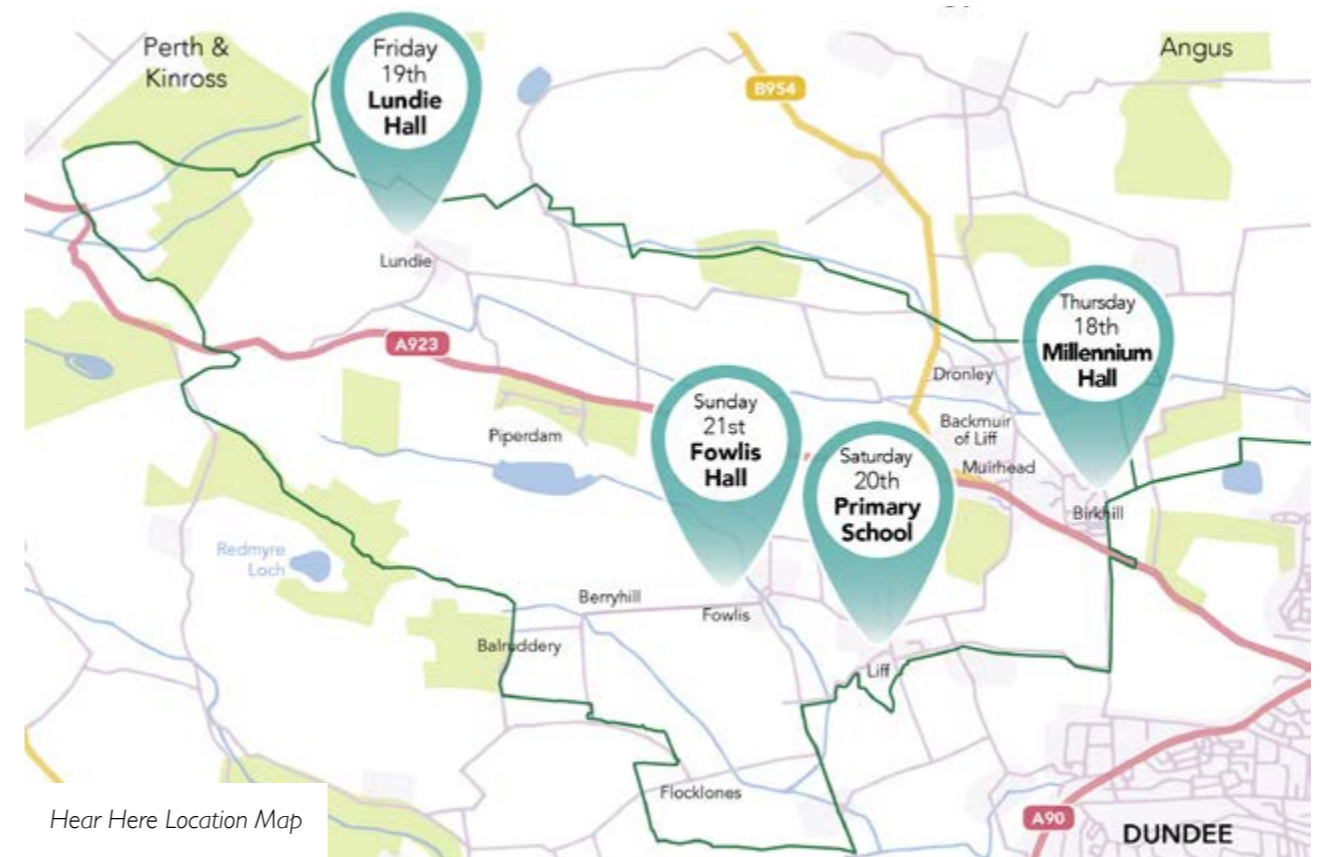 Perth &
Kinross
Friday
19th
Lundie
Hall
B954
Angus
Lundie
A923
Thursday
18th
Millennium
Hall
Dronley
Sunday
21st
Fowlis
Hall
Backmuir
of Liff
Piperdam
Saturday
20th
Primary
School
Muirhead
Birkhill
Redmyre
Loch
Berryhill
Fowlis
Balruddery
Liff
Flocklones
Hear Here Location Map
A90
DUNDEE